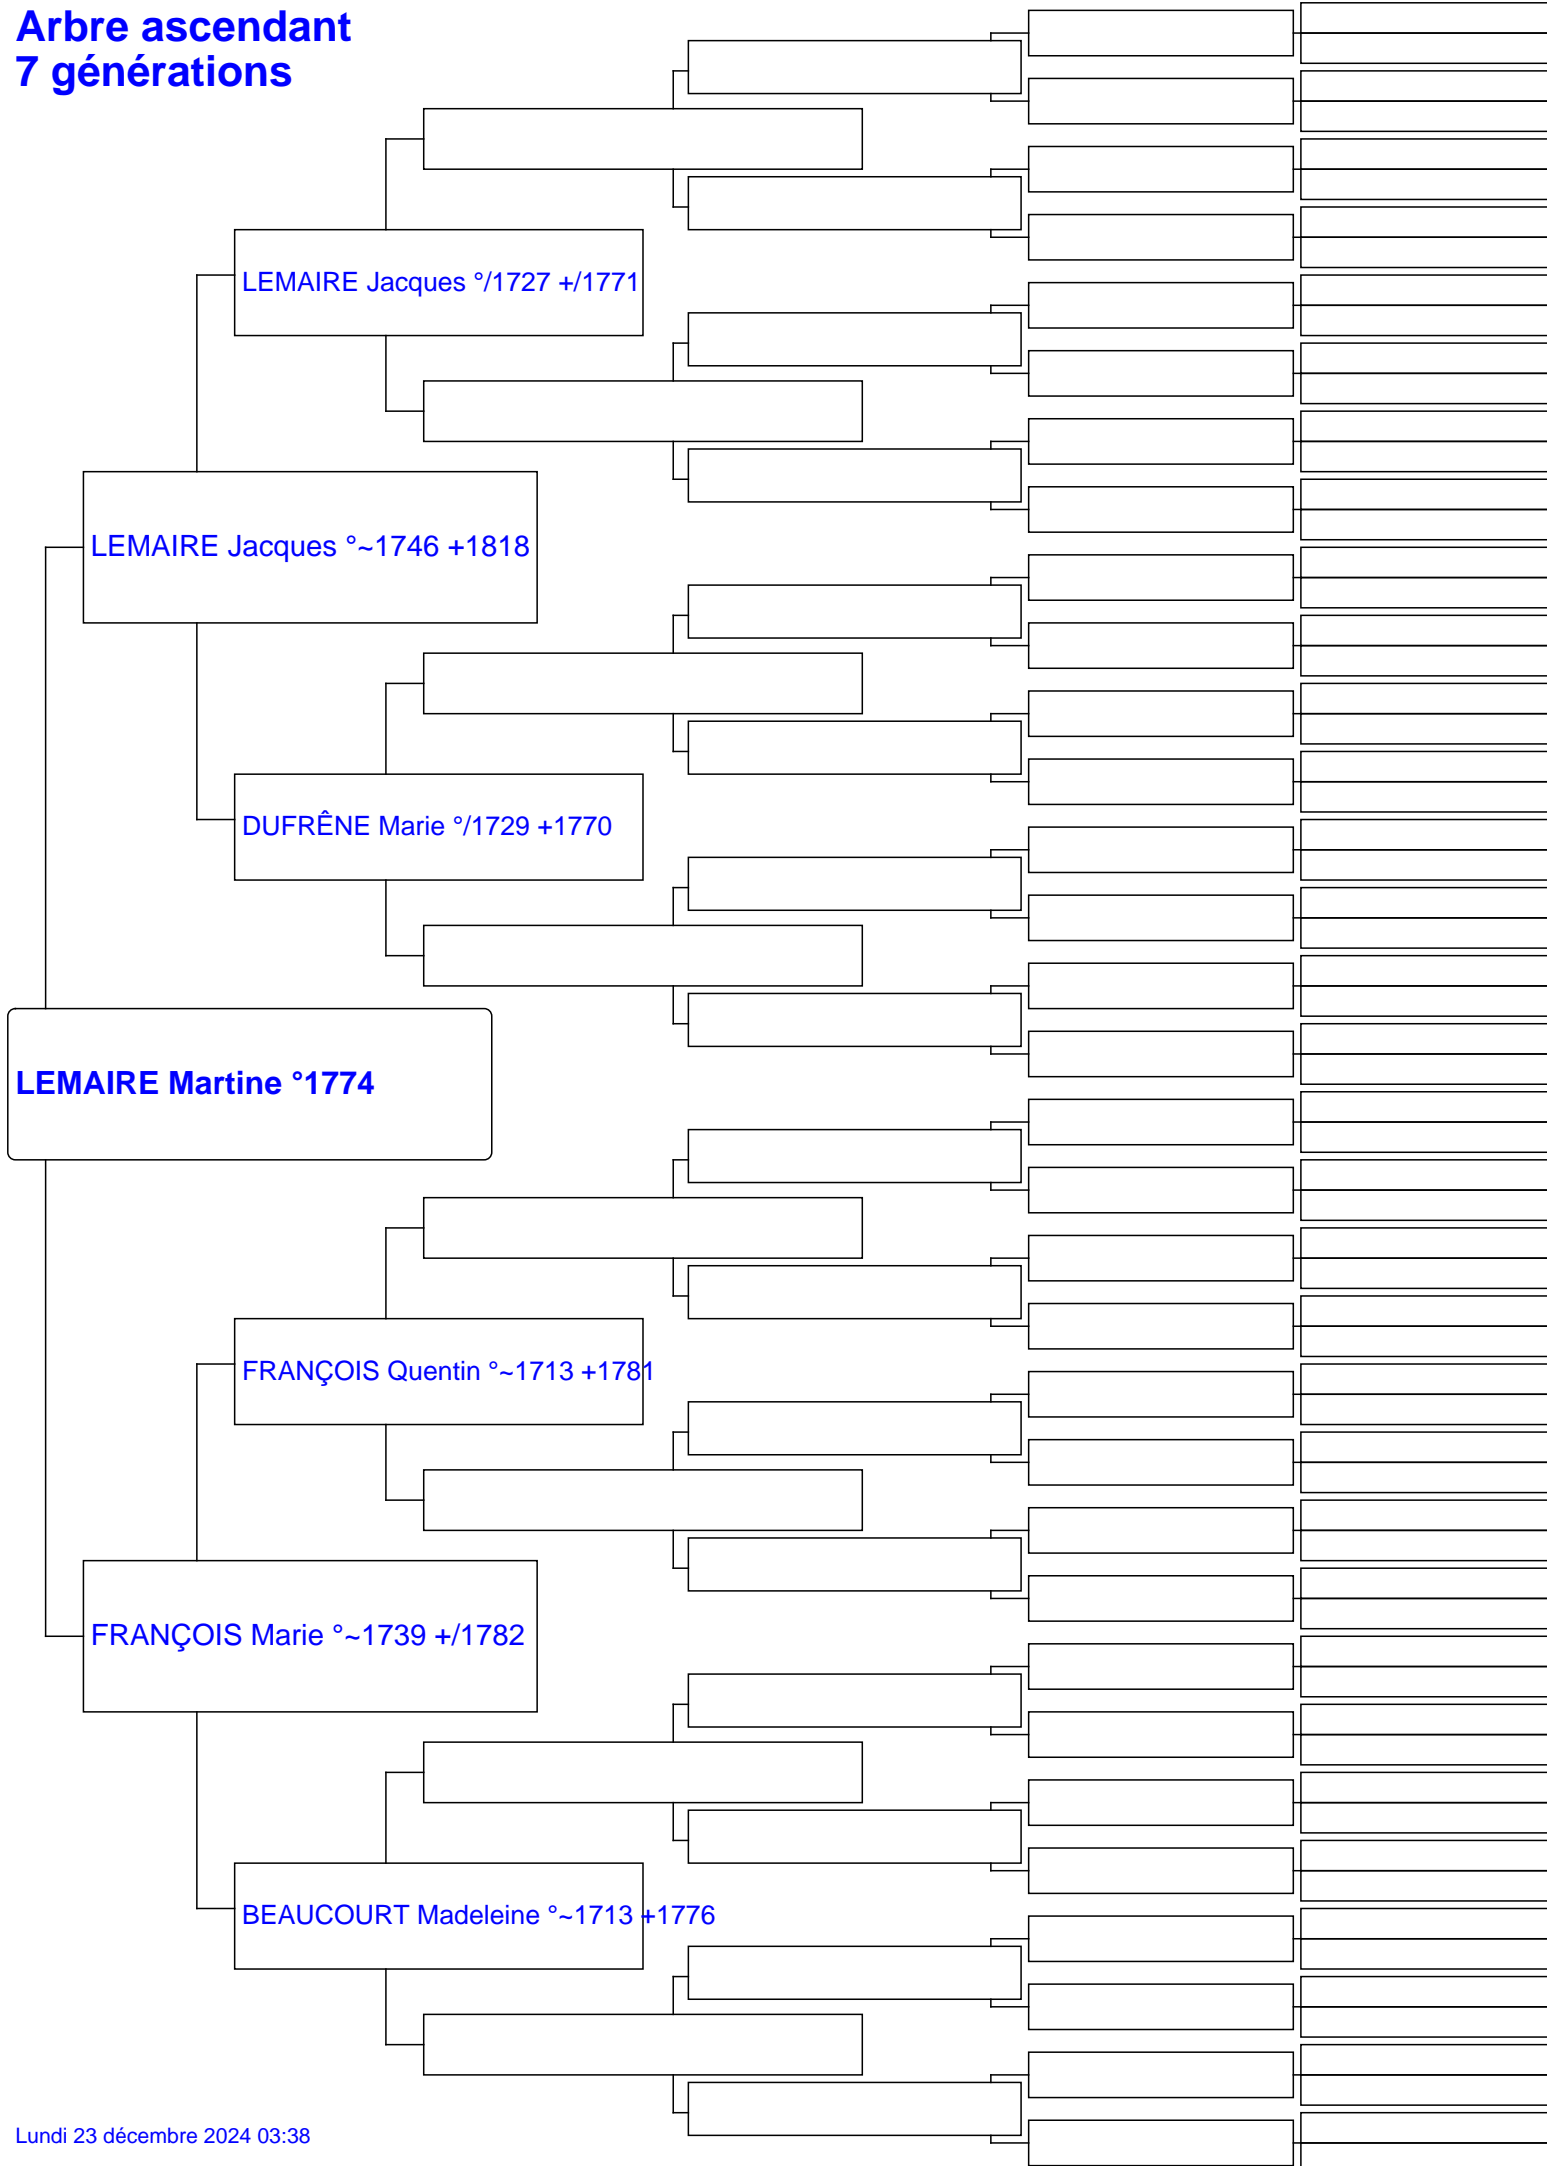 Arbre ascendant
7 générations
LEMAIRE Jacques °/1727 +/1771
LEMAIRE Jacques °~1746 +1818
DUFRÊNE Marie °/1729 +1770
LEMAIRE Martine °1774
FRANÇOIS Quentin °~1713 +1781
FRANÇOIS Marie °~1739 +/1782
BEAUCOURT Madeleine °~1713 +1776
Lundi 23 décembre 2024 03:38